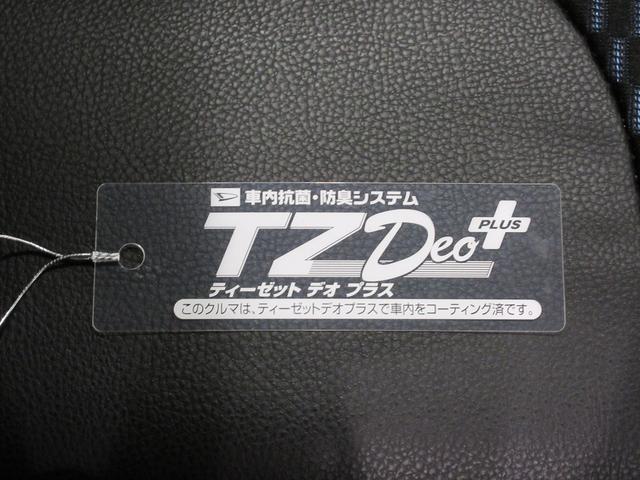 車内抗菌・防臭システム
TZ Deo PLUS
ティーゼット デオ プラス
このクルマは、ティーゼットデオプラスで車内をコーティング済です。